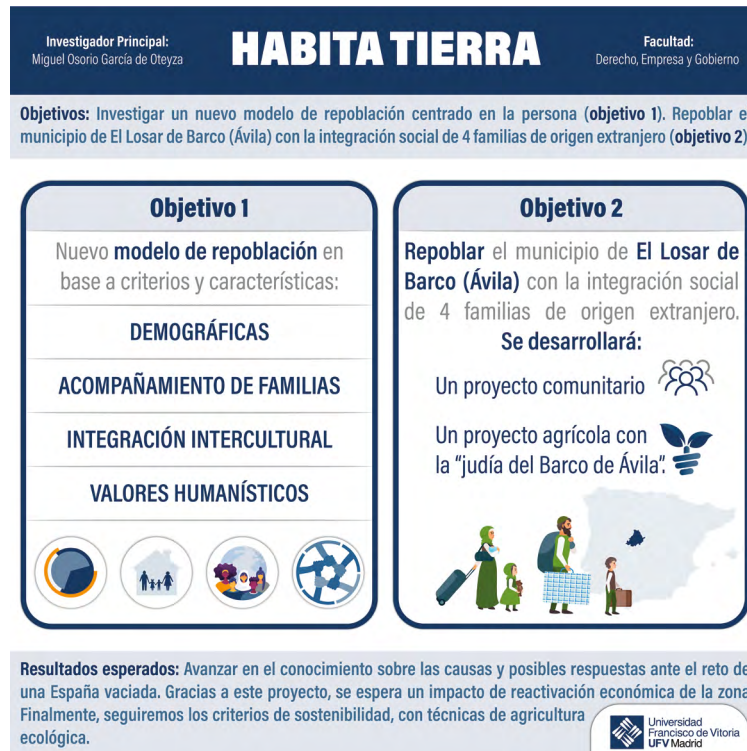 Investigador Principal:
Miguel Osorio García de Oteyza
HABITA TIERRA
Facultad:
Derecho, Empresa y Gobierno
Objetivos: Investigar un nuevo modelo de repoblación centrado en la persona (objetivo 1). Repoblar e
municipio de El Losar de Barco (Ávila) con la integración social de 4 familias de origen extranjero (objetivo 2)
Objetivo 1
Nuevo modelo de repoblación en
base a criterios y características:
DEMOGRÁFICAS
ACOMPAÑAMIENTO DE FAMILIAS
INTEGRACIÓN INTERCULTURAL
VALORES HUMANÍSTICOS
Objetivo 2
Repoblar el municipio de El Losar de
Barco (Ávila) con la integración social
de 4 familias de origen extranjero.
Se desarrollará:
Un proyecto comunitario
Un proyecto agrícola con
la "judía del Barco de Ávila".
Resultados esperados: Avanzar en el conocimiento sobre las causas y posibles respuestas ante el reto de
una España vaciada. Gracias a este proyecto, se espera un impacto de reactivación económica de la zona
Finalmente, seguiremos los criterios de sostenibilidad, con técnicas de agricultura
ecológica.
Universidad
Francisco de Vitoria
UFV Madrid